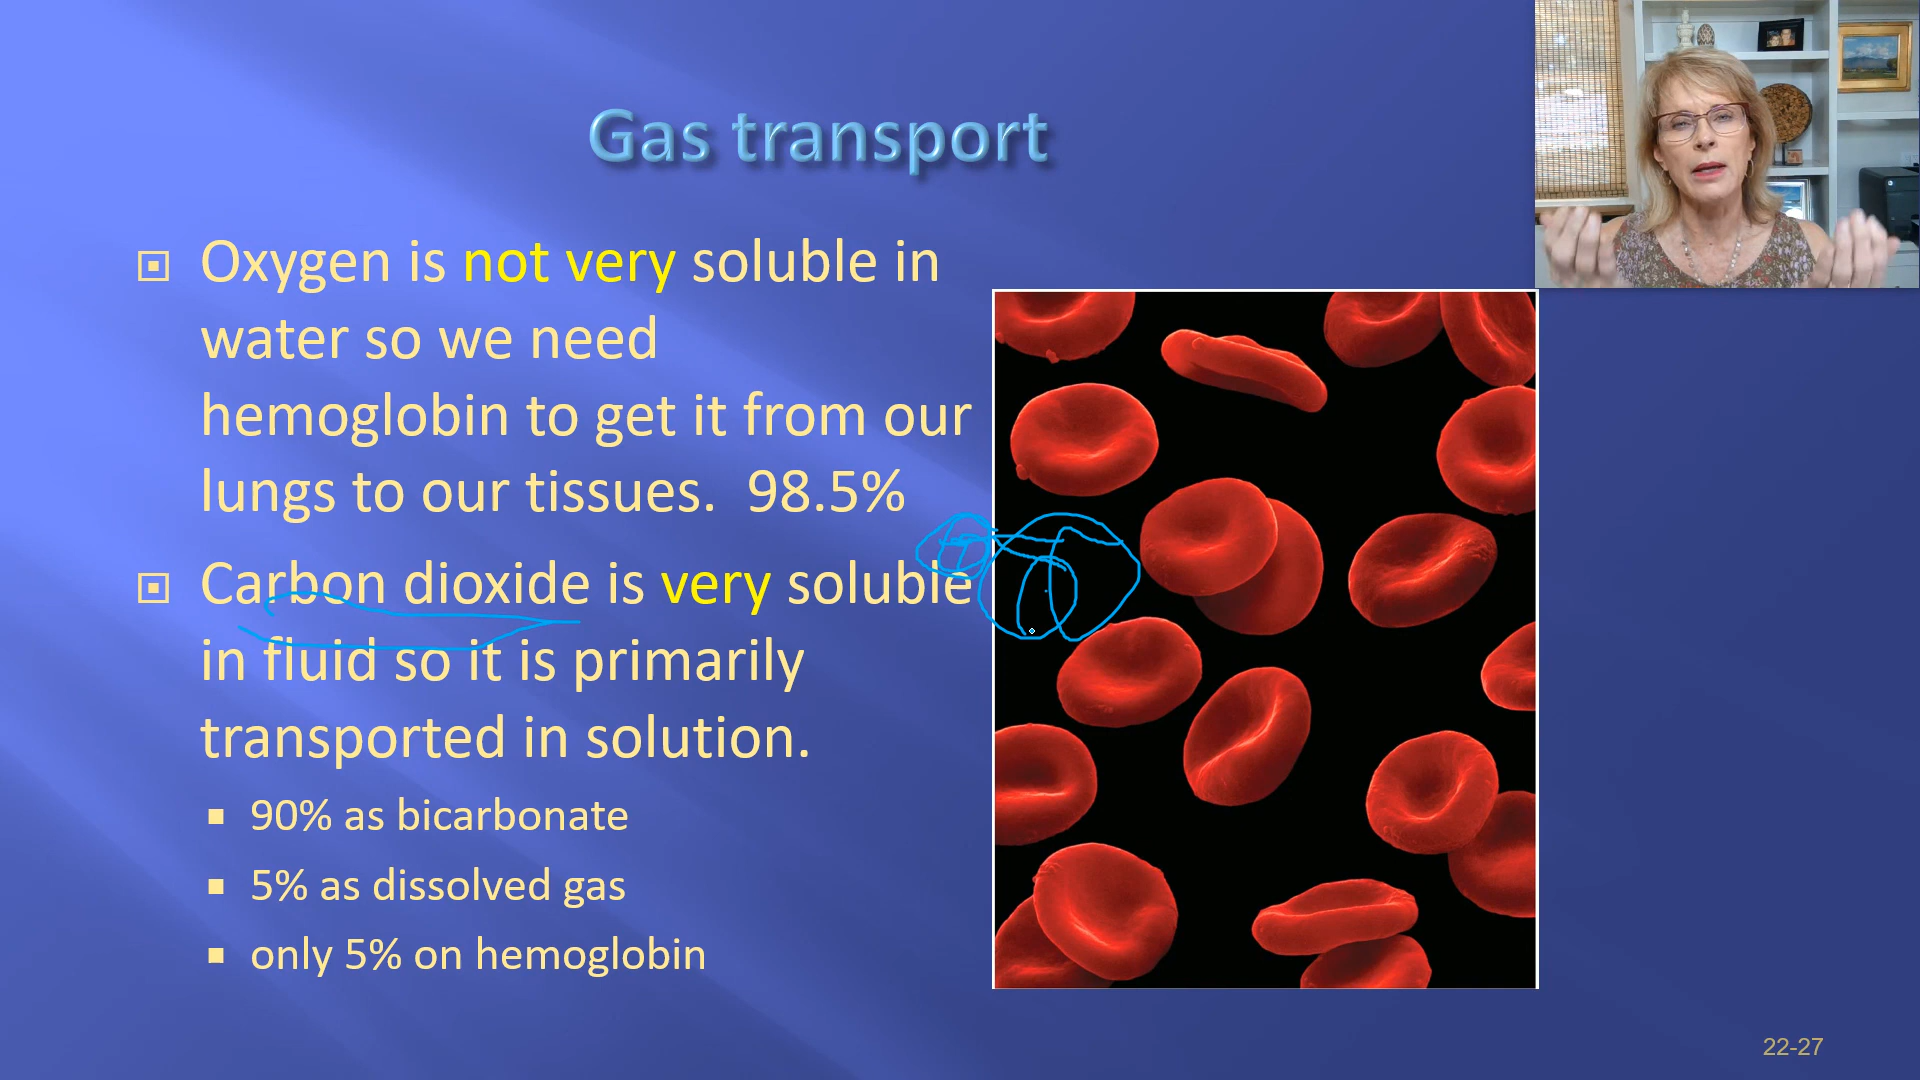 Gas transport
Oxygen is not very soluble in
water so we need
hemoglobin to get it from our
lungs to our tissues. 98.5%
Carbon dioxide is very soluble
in fluid so it is primarily
transported in solution.
90% as bicarbonate
5% as dissolved gas
only 5% on hemoglobin
22-27